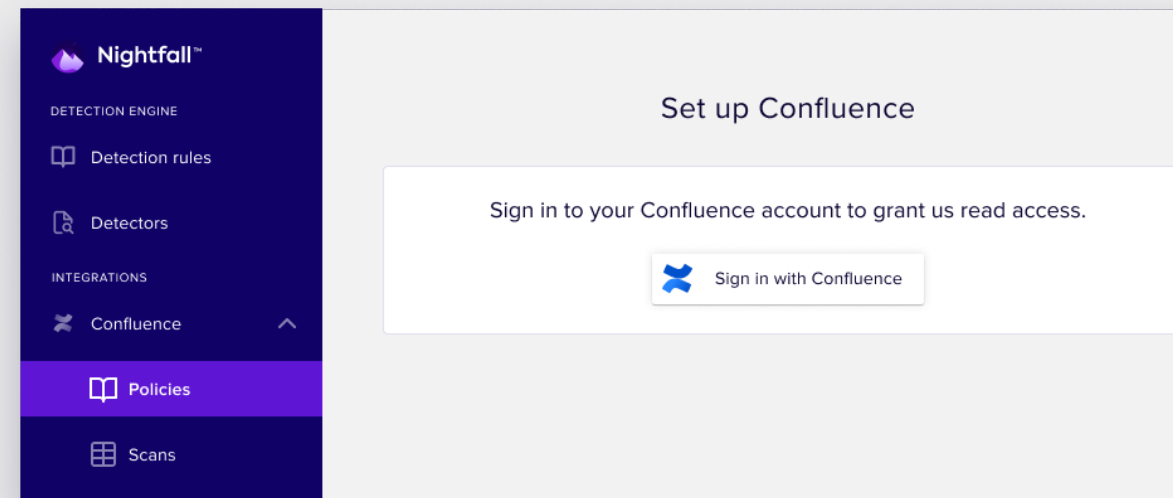 Nightfall™
DETECTION ENGINE
Detection rules
Detectors
INTEGRATIONS
Confluence
Policies
Scans
Set up Confluence
Sign in to your Confluence account to grant us read access.
Sign in with Confluence